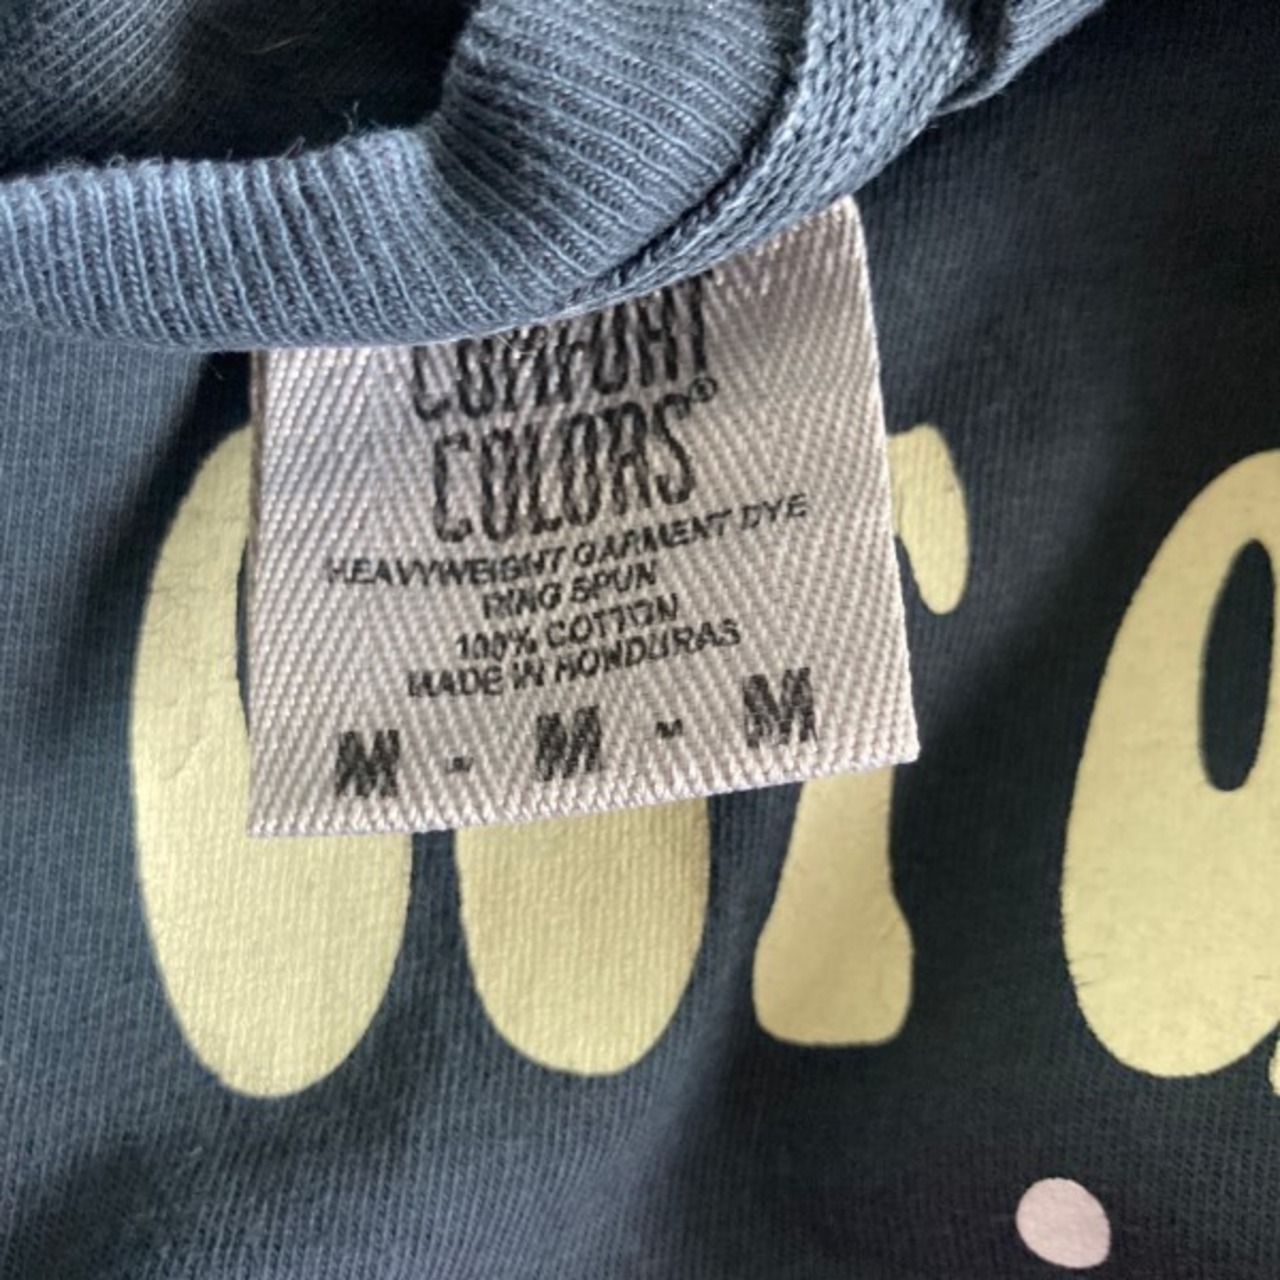 COMFORT
COLORS®
HEAVYWEIGHT GARMENT DYE
RING SPUN
100% COTTON
MADE IN HONDURAS
M - M - M